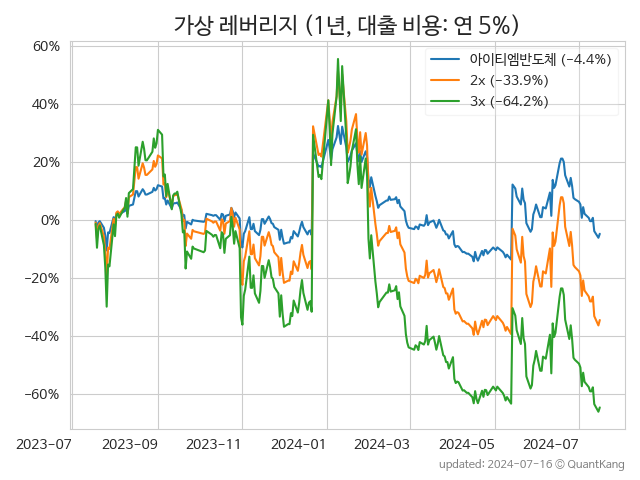 가상 레버리지 (1년, 대출 비용: 연 5%)
아이티엠반도체 (−4.4%)
2x (−33.9%)
3x (−64.2%)
60%
40%
20%
0%
−20%
−40%
−60%
2023-07 2023-09 2023-11 2024-01 2024-03 2024-05 2024-07
updated: 2024-07-16 © QuantKang